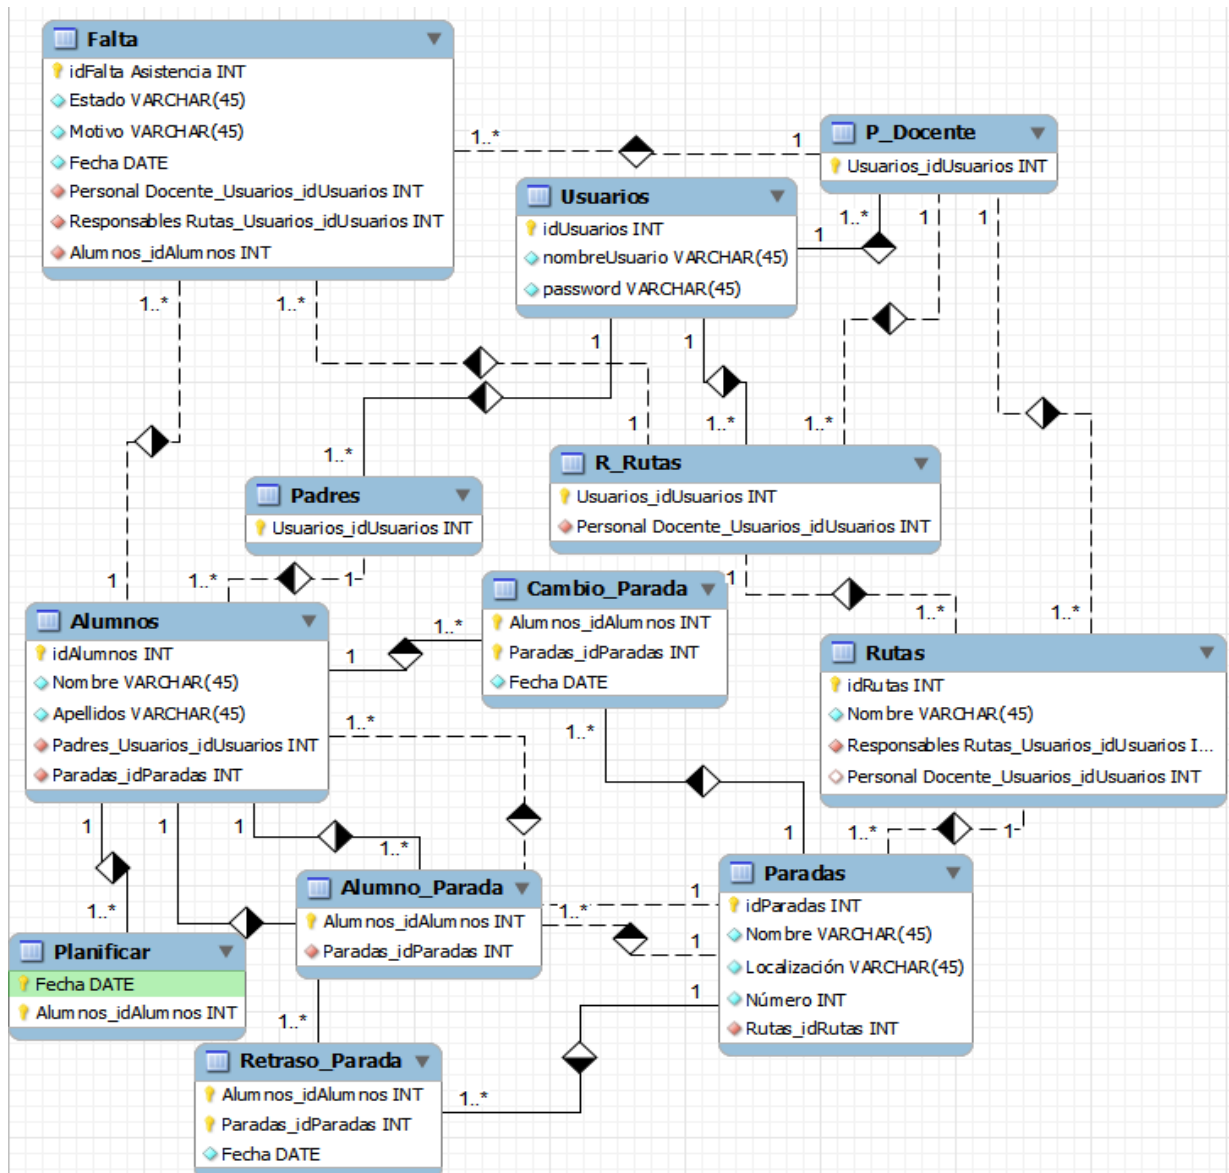 Falta
idFalta Asistencia INT
Estado VARCHAR(45)
Motivo VARCHAR(45)
Fecha DATE
Personal Docente_Usuarios_idUsuarios INT
Responsables Rutas_Usuarios_idUsuarios INT
Alumnos_idAlumnos INT
1..*
1
P_Docente
Usuarios_idUsuarios INT
Usuarios
idUsuarios INT
nombreUsuario VARCHAR(45)
password VARCHAR(45)
1
1..*
1
1
1..*
1..*
1
1
1..*
1
1..*
1..*
R_Rutas
Usuarios_idUsuarios INT
Personal Docente_Usuarios_idUsuarios INT
Padres
Usuarios_idUsuarios INT
1
1..*
1
1
1..*
1..*
Alumnos
idAlumnos INT
Nombre VARCHAR(45)
Apellidos VARCHAR(45)
Padres_Usuarios_idUsuarios INT
Paradas_idParadas INT
1
1..*
Cambio_Parada
Alumnos_idAlumnos INT
Paradas_idParadas INT
Fecha DATE
Rutas
idRutas INT
Nombre VARCHAR(45)
Responsables Rutas_Usuarios_idUsuarios I...
Personal Docente_Usuarios_idUsuarios INT
1..*
1..*
1
1
1
1..*
1
1..*
1
1..*
Alumno_Parada
Alumnos_idAlumnos INT
Paradas_idParadas INT
1
1..*
1
Paradas
idParadas INT
Nombre VARCHAR(45)
Localización VARCHAR(45)
Número INT
Rutas_idRutas INT
Planificar
Fecha DATE
Alumnos_idAlumnos INT
1
1..*
1..*
Retraso_Parada
Alumnos_idAlumnos INT
Paradas_idParadas INT
Fecha DATE